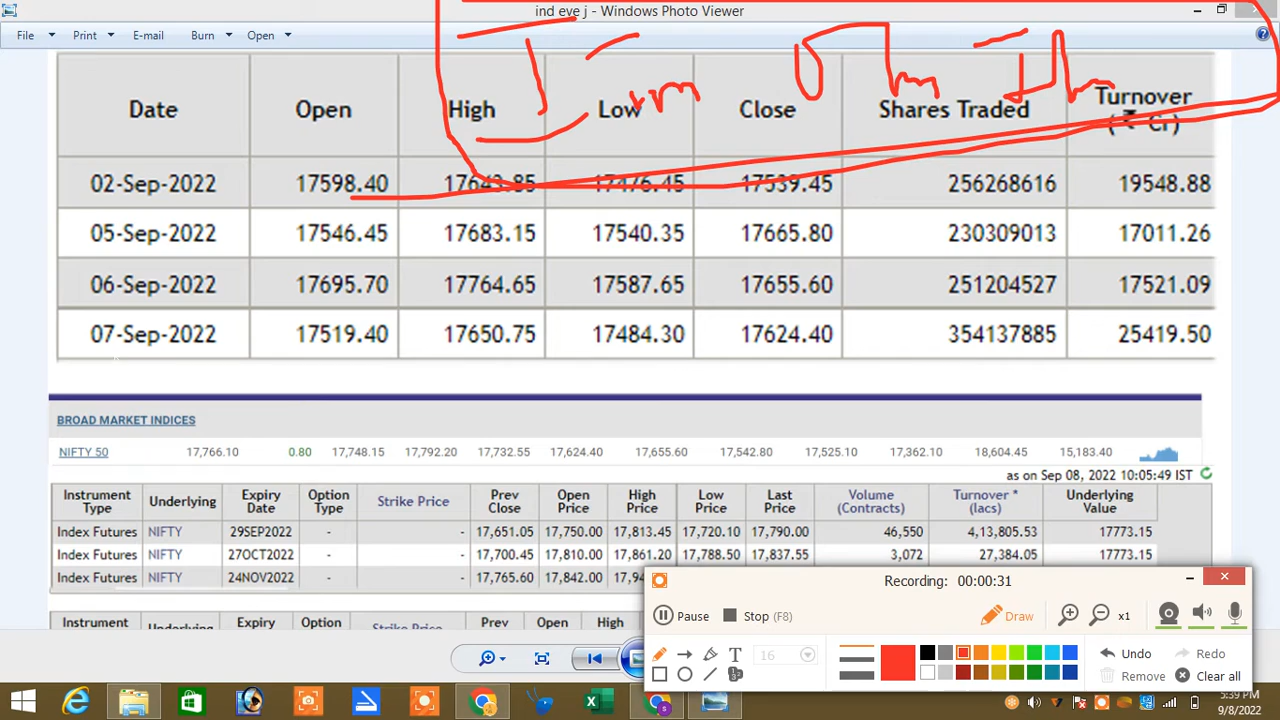 ind eve j - Windows Photo Viewer
File Print E-mail Burn Open
Date Open High Low Close Shares Traded Turnover ( ₹ Cr)
02-Sep-2022 17598.40 17643.85 17476.45 17539.45 256268616 19548.88
05-Sep-2022 17546.45 17683.15 17540.35 17665.80 230309013 17011.26
06-Sep-2022 17695.70 17764.65 17587.65 17655.60 251204527 17521.09
07-Sep-2022 17519.40 17650.75 17484.30 17624.40 354137885 25419.50
BROAD MARKET INDICES
NIFTY 50 17,766.10 0.80 17,748.15 17,792.20 17,732.55 17,624.40 17,655.60 17,542.80 17,525.10 17,362.10 18,604.45 15,183.40
as on Sep 08, 2022 10:05:49 IST
Instrument Type Underlying Expiry Date Option Type Strike Price Prev Close Open Price High Price Low Price Last Price Volume (Contracts) Turnover * (lacs) Underlying Value
Index Futures NIFTY 29SEP2022 - - 17,651.05 17,750.00 17,813.45 17,720.10 17,790.00 46,550 4,13,805.53 17773.15
Index Futures NIFTY 27OCT2022 - - 17,700.45 17,810.00 17,861.20 17,788.50 17,837.55 3,072 27,384.05 17773.15
Index Futures NIFTY 24NOV2022 - - 17,765.60 17,842.00
Instrument Underlying Expiry Option Strike Price Prev Open High
Recording: 00:00:31
Pause Stop (F8) Draw x1
T 16 Undo Redo
Remove Clear all
5:39 PM
9/8/2022